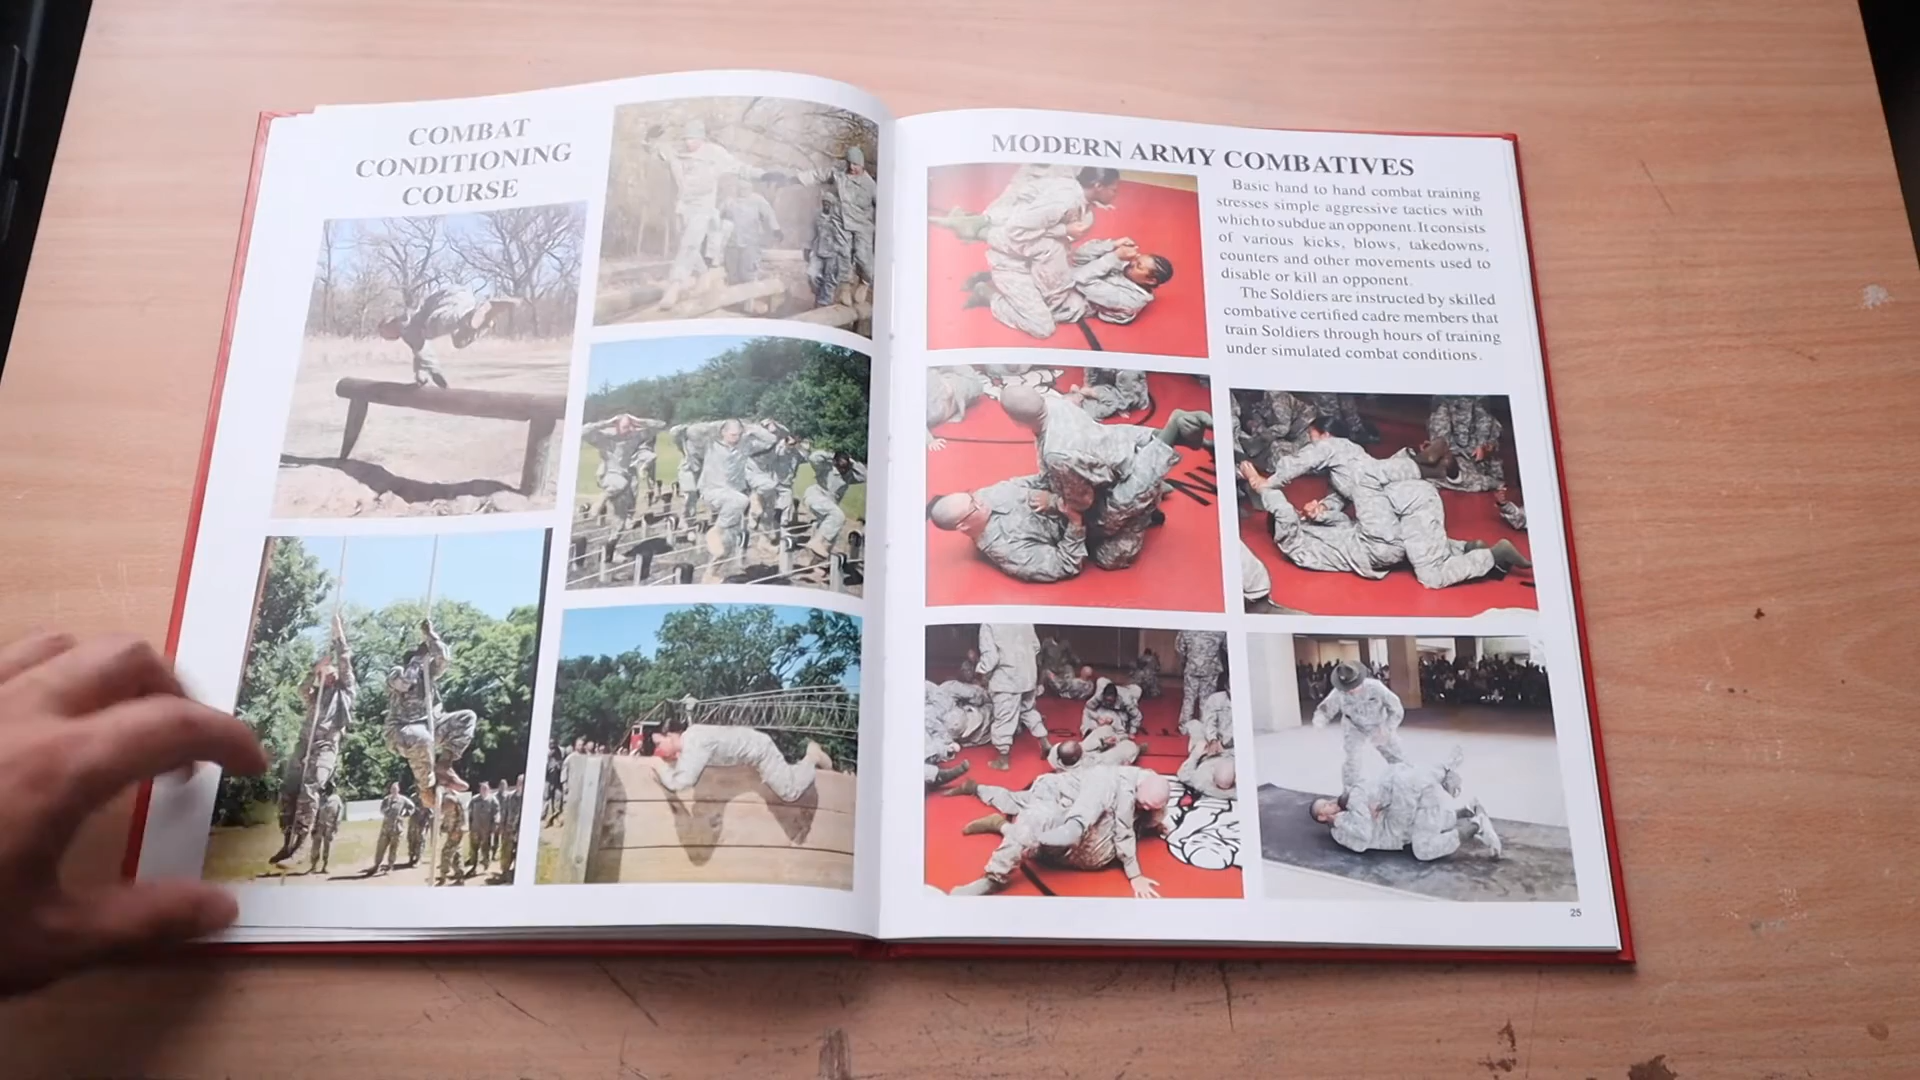 COMBAT
CONDITIONING
COURSE
MODERN ARMY COMBATIVES
Basic hand to hand combat training
stresses simple aggressive tactics with
which to subdue an opponent. It consists
of various kicks, blows, takedowns,
counters and other movements used to
disable or kill an opponent.
The Soldiers are instructed by skilled
combative certified cadre members that
train Soldiers through hours of training
under simulated combat conditions.
25